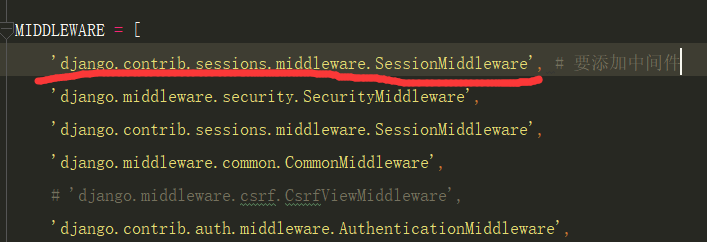 MIDDLEWARE = [
'django.contrib.sessions.middleware.SessionMiddleware', # 要添加中间件
'django.middleware.security.SecurityMiddleware',
'django.contrib.sessions.middleware.SessionMiddleware',
'django.middleware.common.CommonMiddleware',
# 'django.middleware.csrf.CsrfViewMiddleware',
'django.contrib.auth.middleware.AuthenticationMiddleware',